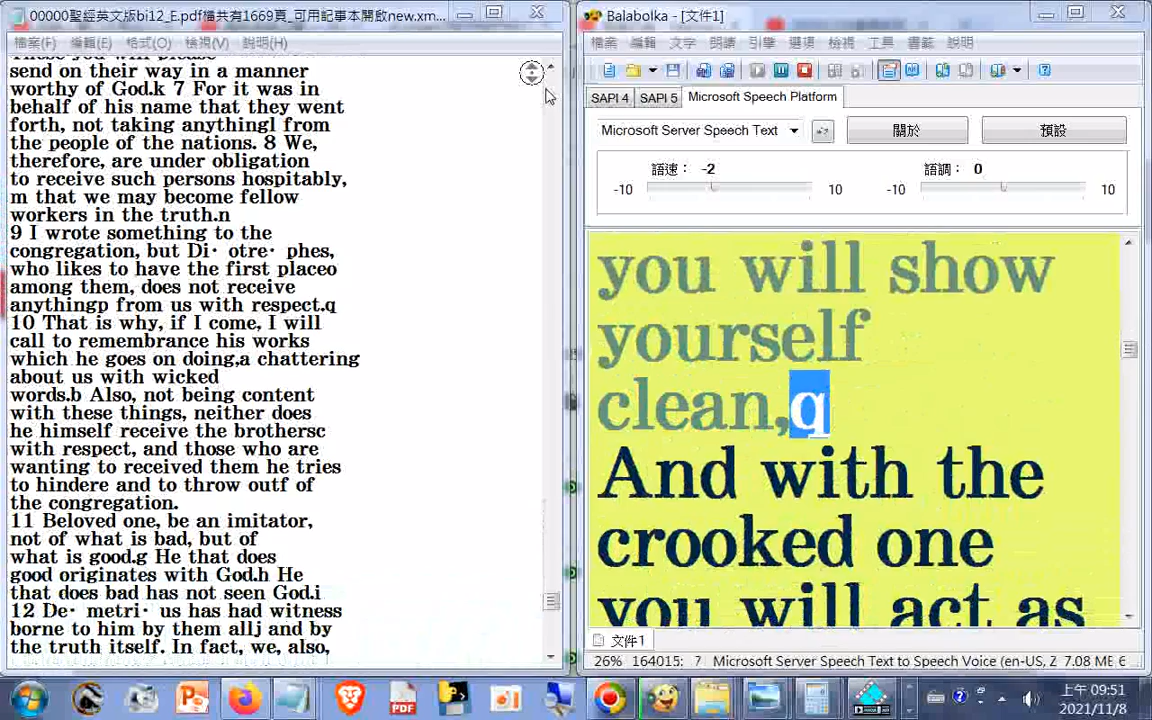 00000聖經英文版bi12_E.pdf檔共有1669頁_可用記事本開啟new.xm...
檔案(F) 編輯(E) 格式(O) 檢視(V) 說明(H)
send on their way in a manner
worthy of God.k 7 For it was in
behalf of his name that they went
forth, not taking anythingl from
the people of the nations. 8 We,
therefore, are under obligation
to receive such persons hospitably,
m that we may become fellow
workers in the truth.n
9 I wrote something to the
congregation, but Di· otre· phes,
who likes to have the first placeo
among them, does not receive
anythingp from us with respect.q
10 That is why, if I come, I will
call to remembrance his works
which he goes on doing,a chattering
about us with wicked
words.b Also, not being content
with these things, neither does
he himself receive the brothersc
with respect, and those who are
wanting to received them he tries
to hindere and to throw outf of
the congregation.
11 Beloved one, be an imitator,
not of what is bad, but of
what is good.g He that does
good originates with God.h He
that does bad has not seen God.i
12 De· metri· us has had witness
borne to him by them allj and by
the truth itself. In fact, we, also,
Balabolka - [文件1]
檔案 編輯 文字 朗讀 引擎 選項 檢視 工具 書籤 說明
SAPI 4 SAPI 5 Microsoft Speech Platform
Microsoft Server Speech Text 關於 預設
語速： -2 語調： 0
-10 10 -10 10
you will show
yourself
clean,q
And with the
crooked one
you will act as
文件1
26% 164015: ? Microsoft Server Speech Text to Speech Voice (en-US, Z 7.08 MB 6
PDF
上午 09:51
2021/11/8